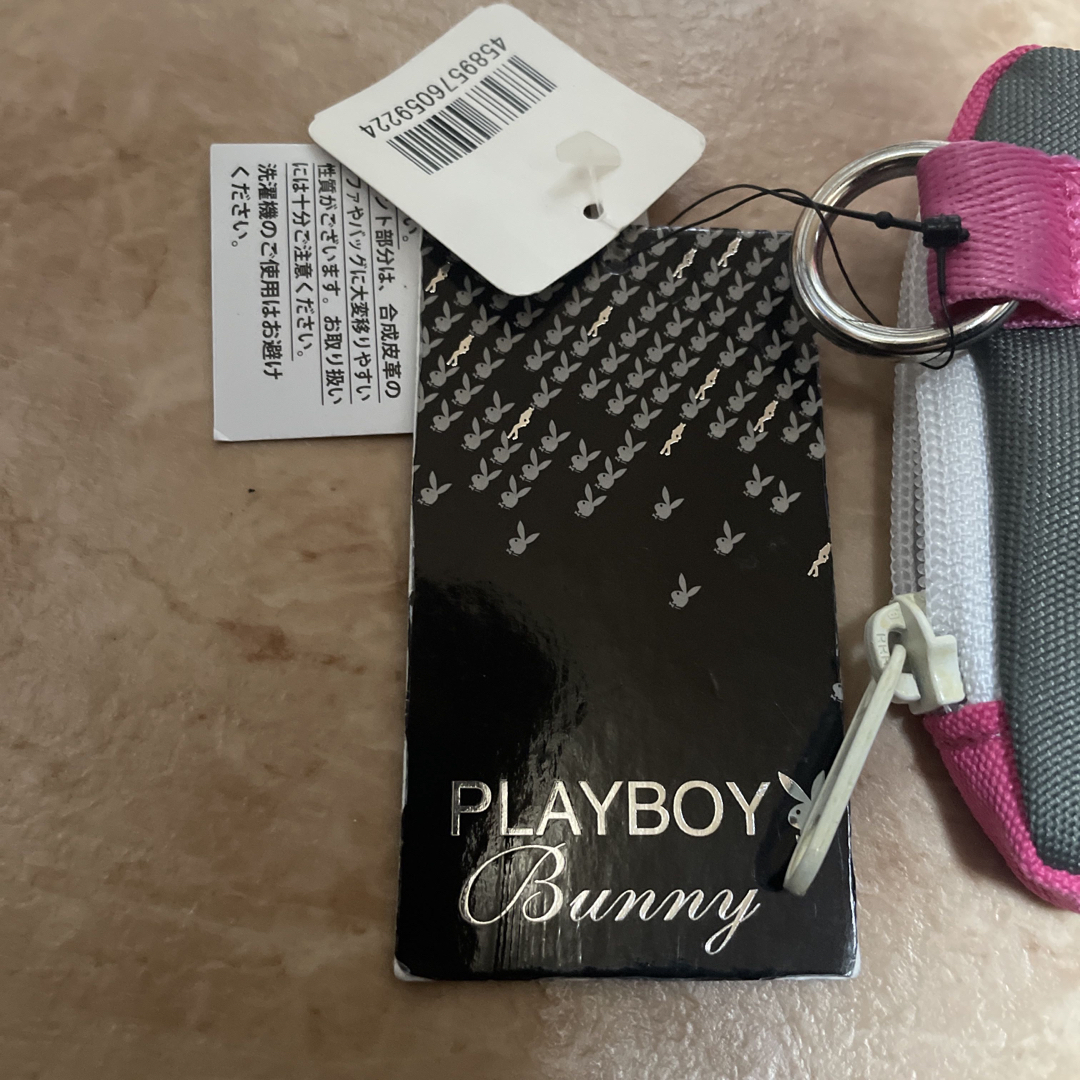 4589576059224
い。
ント部分は、合成皮革の
ファやバッグに大変移りやすい
性質がございます。お取り扱い
には十分ご注意ください。
洗濯機のご使用はお避け
ください。
PLAYBOY
Bunny